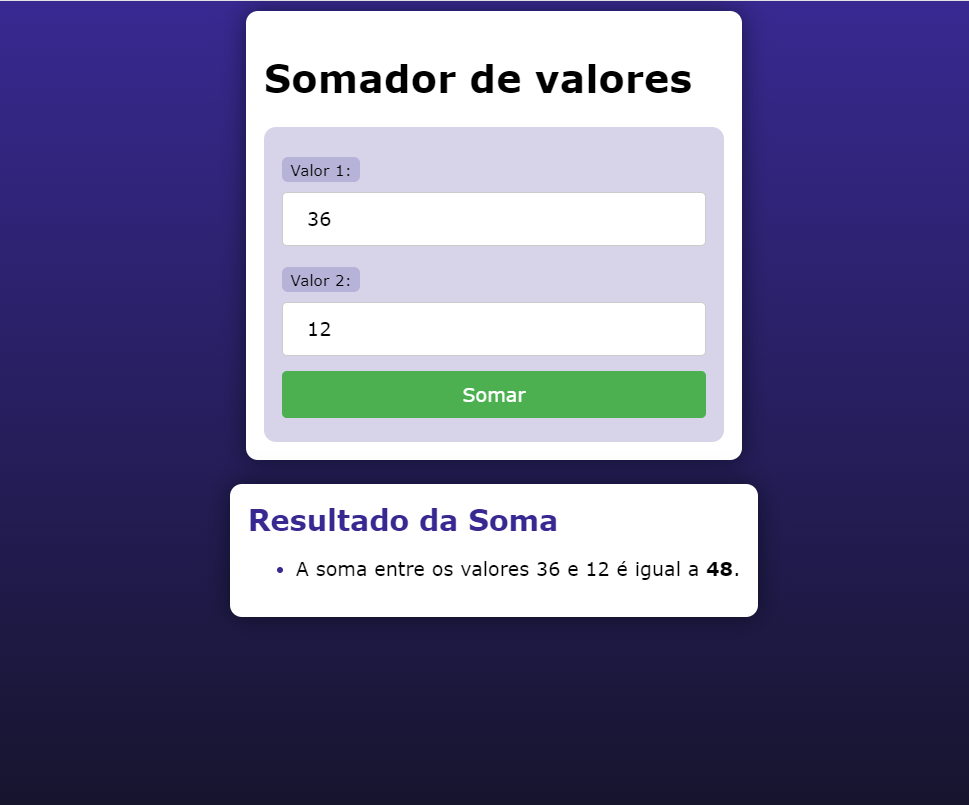 Somador de valores
Valor 1:
36
Valor 2:
12
Somar
Resultado da Soma
• A soma entre os valores 36 e 12 é igual a 48.